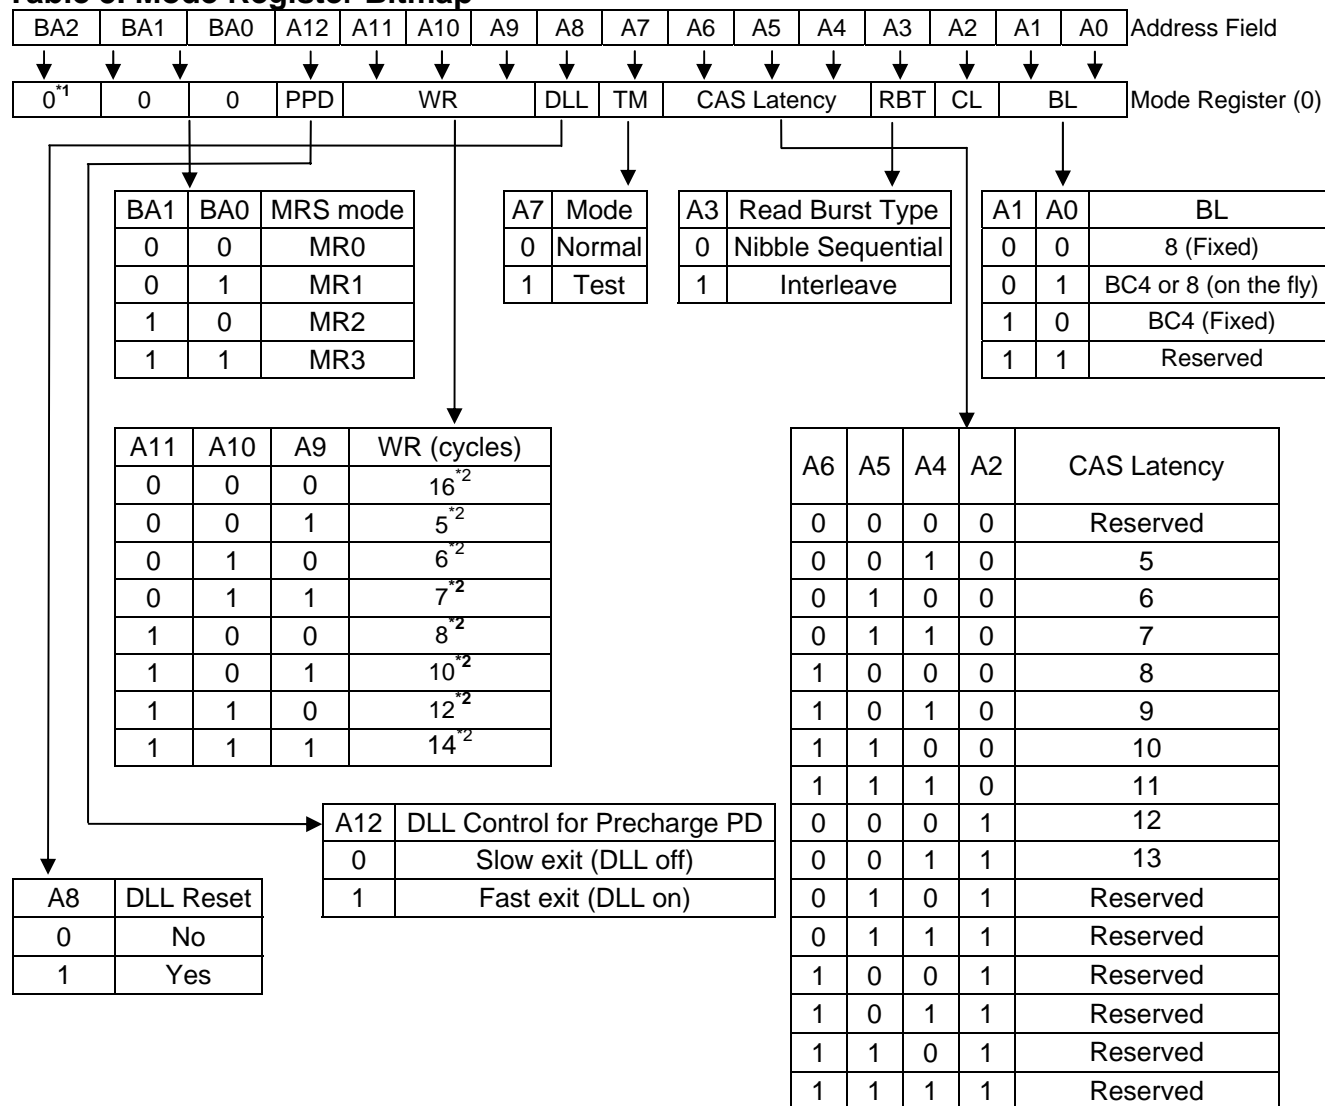 Table 5. Mode Register Bitmap
BA2 BA1 BA0 A12 A11 A10 A9 A8 A7 A6 A5 A4 A3 A2 A1 A0 Address Field
0*1 0 0 PPD WR DLL TM CAS Latency RBT CL BL Mode Register (0)
BA1 BA0 MRS mode
0 0 MR0
0 1 MR1
1 0 MR2
1 1 MR3
A7 Mode
0 Normal
1 Test
A3 Read Burst Type
0 Nibble Sequential
1 Interleave
A1 A0 BL
0 0 8 (Fixed)
0 1 BC4 or 8 (on the fly)
1 0 BC4 (Fixed)
1 1 Reserved
A11 A10 A9 WR (cycles)
0 0 0 16*2
0 0 1 5*2
0 1 0 6*2
0 1 1 7*2
1 0 0 8*2
1 0 1 10*2
1 1 0 12*2
1 1 1 14*2
A6 A5 A4 A2 CAS Latency
0 0 0 0 Reserved
0 0 1 0 5
0 1 0 0 6
0 1 1 0 7
1 0 0 0 8
1 0 1 0 9
1 1 0 0 10
1 1 1 0 11
0 0 0 1 12
0 0 1 1 13
0 1 0 1 Reserved
0 1 1 1 Reserved
1 0 0 1 Reserved
1 0 1 1 Reserved
1 1 0 1 Reserved
1 1 1 1 Reserved
A12 DLL Control for Precharge PD
0 Slow exit (DLL off)
1 Fast exit (DLL on)
A8 DLL Reset
0 No
1 Yes